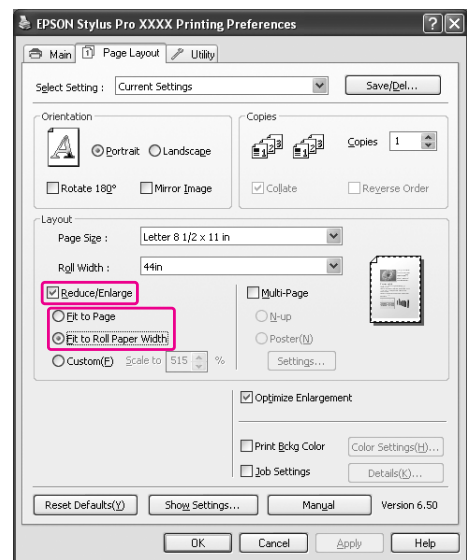 EPSON Stylus Pro XXXX Printing Preferences
Main Page Layout Utility
Select Setting : Current Settings Save/Del...
Orientation
Portrait Landscape
Rotate 180° Mirror Image
Copies
Copies 1
Collate Reverse Order
Layout
Page Size : Letter 8 1/2 x 11 in
Roll Width : 44in
Reduce/Enlarge
Fit to Page
Fit to Roll Paper Width
Custom(F) Scale to 515 %
Multi-Page
N-up
Poster(N)
Settings...
Optimize Enlargement
Print Bckg Color Color Settings(H)...
Job Settings Details(K)...
Reset Defaults(Y) Show Settings... Manual Version 6.50
OK Cancel Apply Help